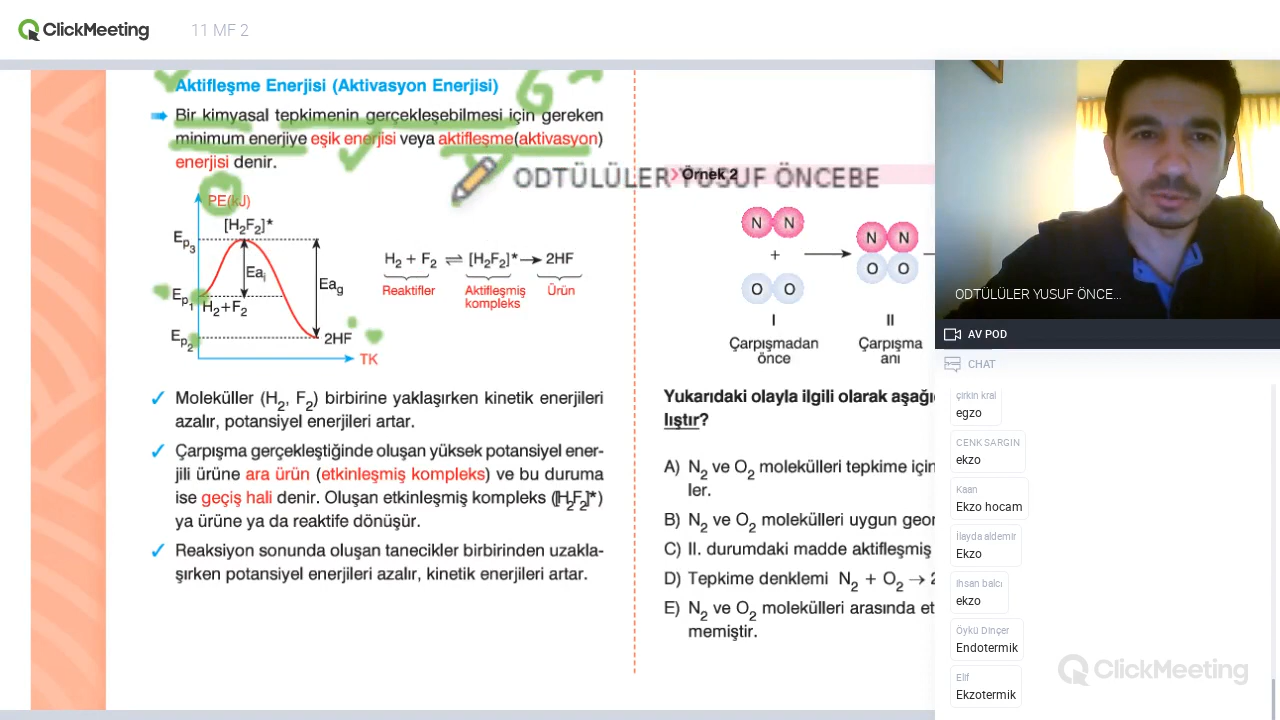 ClickMeeting
11 MF 2
Aktifleşme Enerjisi (Aktivasyon Enerjisi)
Bir kimyasal tepkimenin gerçekleşebilmesi için gereken
minimum enerjiye eşik enerjisi veya aktifleşme(aktivasyon)
enerjisi denir.
PE(kJ)
[H2F2]*
Ep3
Eai
Eag
Ep1
H2+F2
Ep2
2HF
TK
H2 + F2 ⇌ [H2F2]* → 2HF
Reaktifler
Aktifleşmiş
kompleks
Ürün
✓ Moleküller (H2, F2) birbirine yaklaşırken kinetik enerjileri
azalır, potansiyel enerjileri artar.
✓ Çarpışma gerçekleştiğinde oluşan yüksek potansiyel ener-
jili ürüne ara ürün (etkinleşmiş kompleks) ve bu duruma
ise geçiş hali denir. Oluşan etkinleşmiş kompleks ([H2F2]*)
ya ürüne ya da reaktife dönüşür.
✓ Reaksiyon sonunda oluşan tanecikler birbirinden uzakla-
şırken potansiyel enerjileri azalır, kinetik enerjileri artar.
ODTÜLÜLER YUSUF ÖNCEBE
Örnek 2
N N
+
O O
I
Çarpışmadan
önce
N N
O O
II
Çarpışma
anı
Yukarıdaki olayla ilgili olarak aşağı
lıştır?
A) N2 ve O2 molekülleri tepkime için
ler.
B) N2 ve O2 molekülleri uygun geor
C) II. durumdaki madde aktifleşmiş
D) Tepkime denklemi N2 + O2 → 2
E) N2 ve O2 molekülleri arasında et
memiştir.
ODTÜLÜLER YUSUF ÖNCE...
AV POD
CHAT
çirkin kral
egzo
CENK SARGIN
ekzo
Kaan
Ekzo hocam
İlayda aldemir
Ekzo
ihsan balcı
ekzo
Öykü Dinçer
Endotermik
Elif
Ekzotermik
ClickMeeting